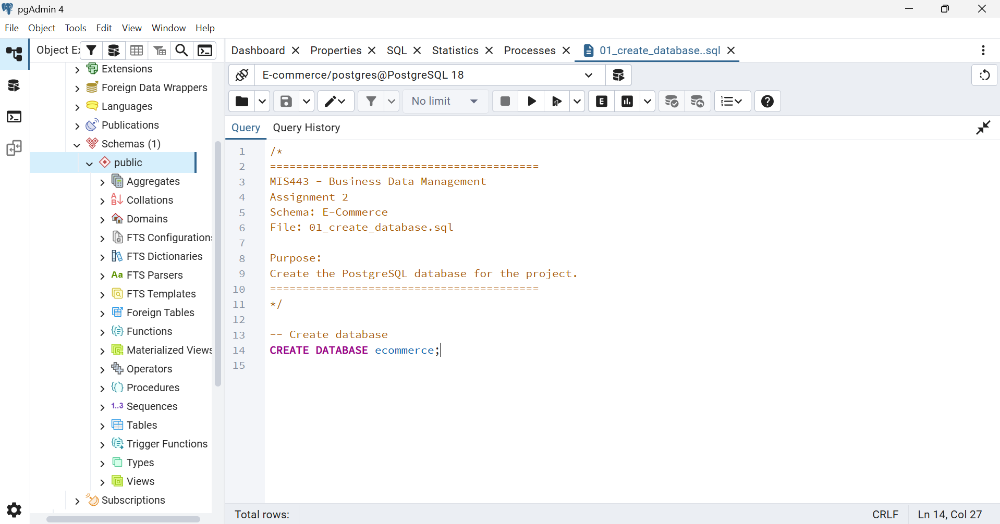 pgAdmin 4
File Object Tools Edit View Window Help
Object Ex
Extensions
Foreign Data Wrappers
Languages
Publications
Schemas (1)
public
Aggregates
Collations
Domains
FTS Configuration
FTS Dictionaries
Aa FTS Parsers
FTS Templates
Foreign Tables
Functions
Materialized Views
Operators
Procedures
1..3 Sequences
Tables
Trigger Functions
Types
Views
Subscriptions
Dashboard Properties SQL Statistics Processes 01_create_database..sql
E-commerce/postgres@PostgreSQL 18
No limit E
Query Query History
1 /*
2 =========================================
3 MIS443 - Business Data Management
4 Assignment 2
5 Schema: E-Commerce
6 File: 01_create_database.sql
7
8 Purpose:
9 Create the PostgreSQL database for the project.
10 =========================================
11 */
12
13 -- Create database
14 CREATE DATABASE ecommerce;
15
Total rows: CRLF Ln 14, Col 27